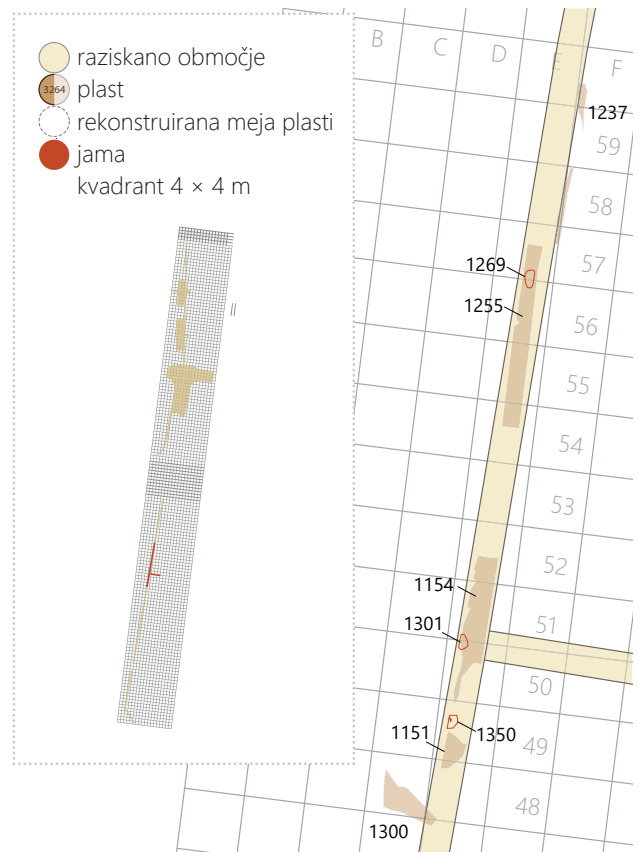 raziskano območje
3264 plast
rekonstruirana meja plasti
jama
kvadrant 4 × 4 m
B
C
D
E
F
1237
59
58
57
1269
1255
56
55
54
53
52
1154
51
1301
50
1151
1350
49
48
1300